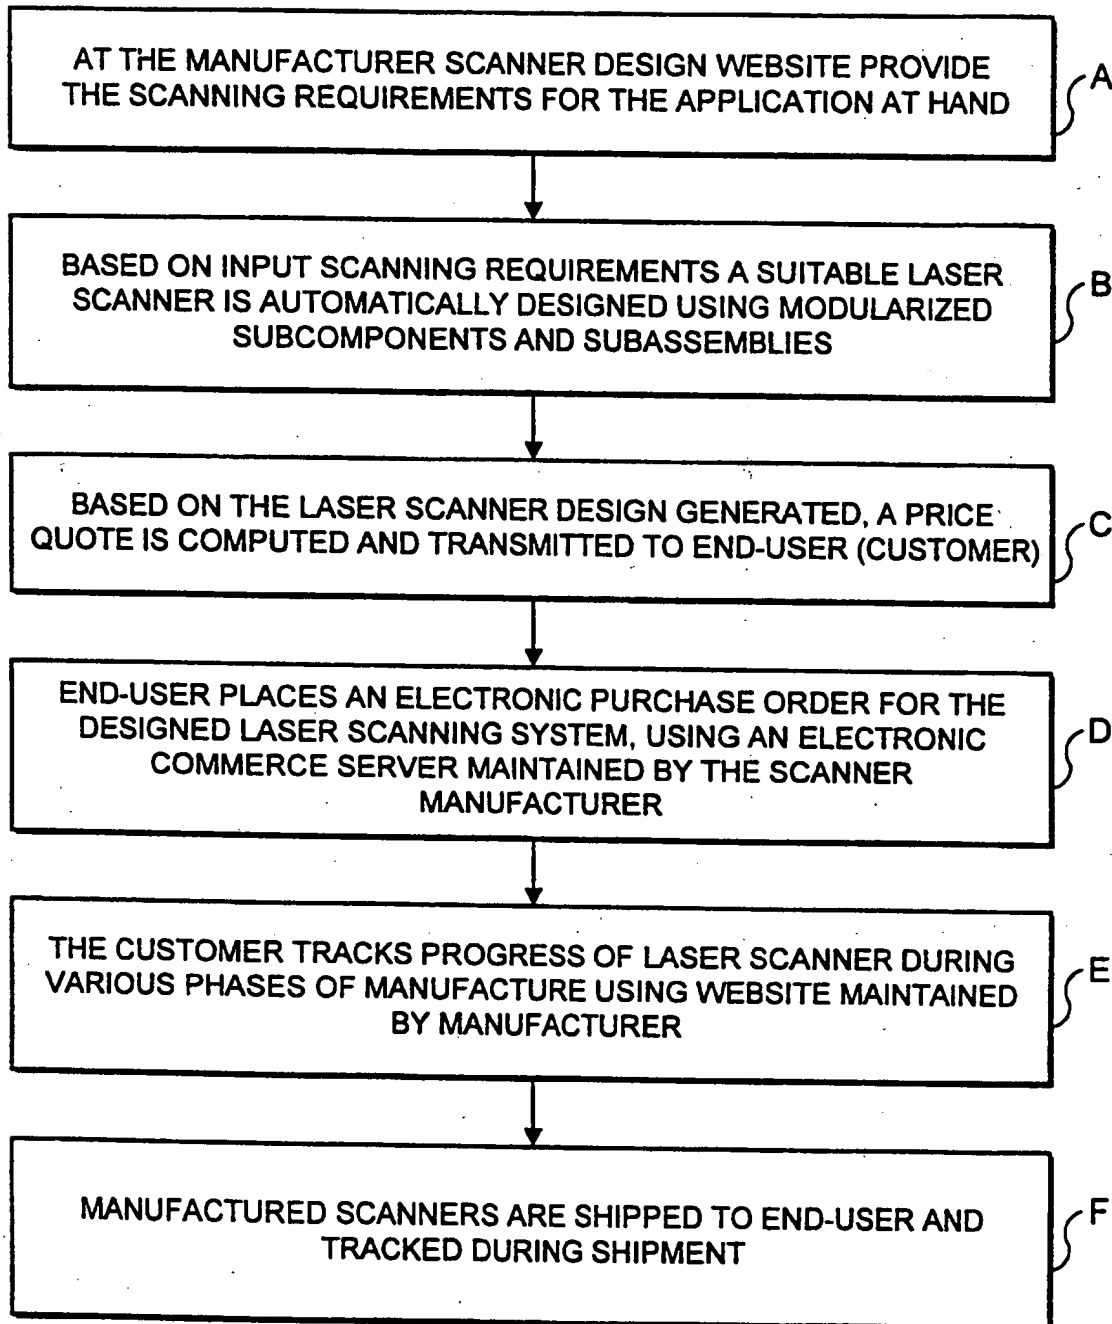 AT THE MANUFACTURER SCANNER DESIGN WEBSITE PROVIDE
THE SCANNING REQUIREMENTS FOR THE APPLICATION AT HAND
A
BASED ON INPUT SCANNING REQUIREMENTS A SUITABLE LASER
SCANNER IS AUTOMATICALLY DESIGNED USING MODULARIZED
SUBCOMPONENTS AND SUBASSEMBLIES
B
BASED ON THE LASER SCANNER DESIGN GENERATED, A PRICE
QUOTE IS COMPUTED AND TRANSMITTED TO END-USER (CUSTOMER)
C
END-USER PLACES AN ELECTRONIC PURCHASE ORDER FOR THE
DESIGNED LASER SCANNING SYSTEM, USING AN ELECTRONIC
COMMERCE SERVER MAINTAINED BY THE SCANNER
MANUFACTURER
D
THE CUSTOMER TRACKS PROGRESS OF LASER SCANNER DURING
VARIOUS PHASES OF MANUFACTURE USING WEBSITE MAINTAINED
BY MANUFACTURER
E
MANUFACTURED SCANNERS ARE SHIPPED TO END-USER AND
TRACKED DURING SHIPMENT
F